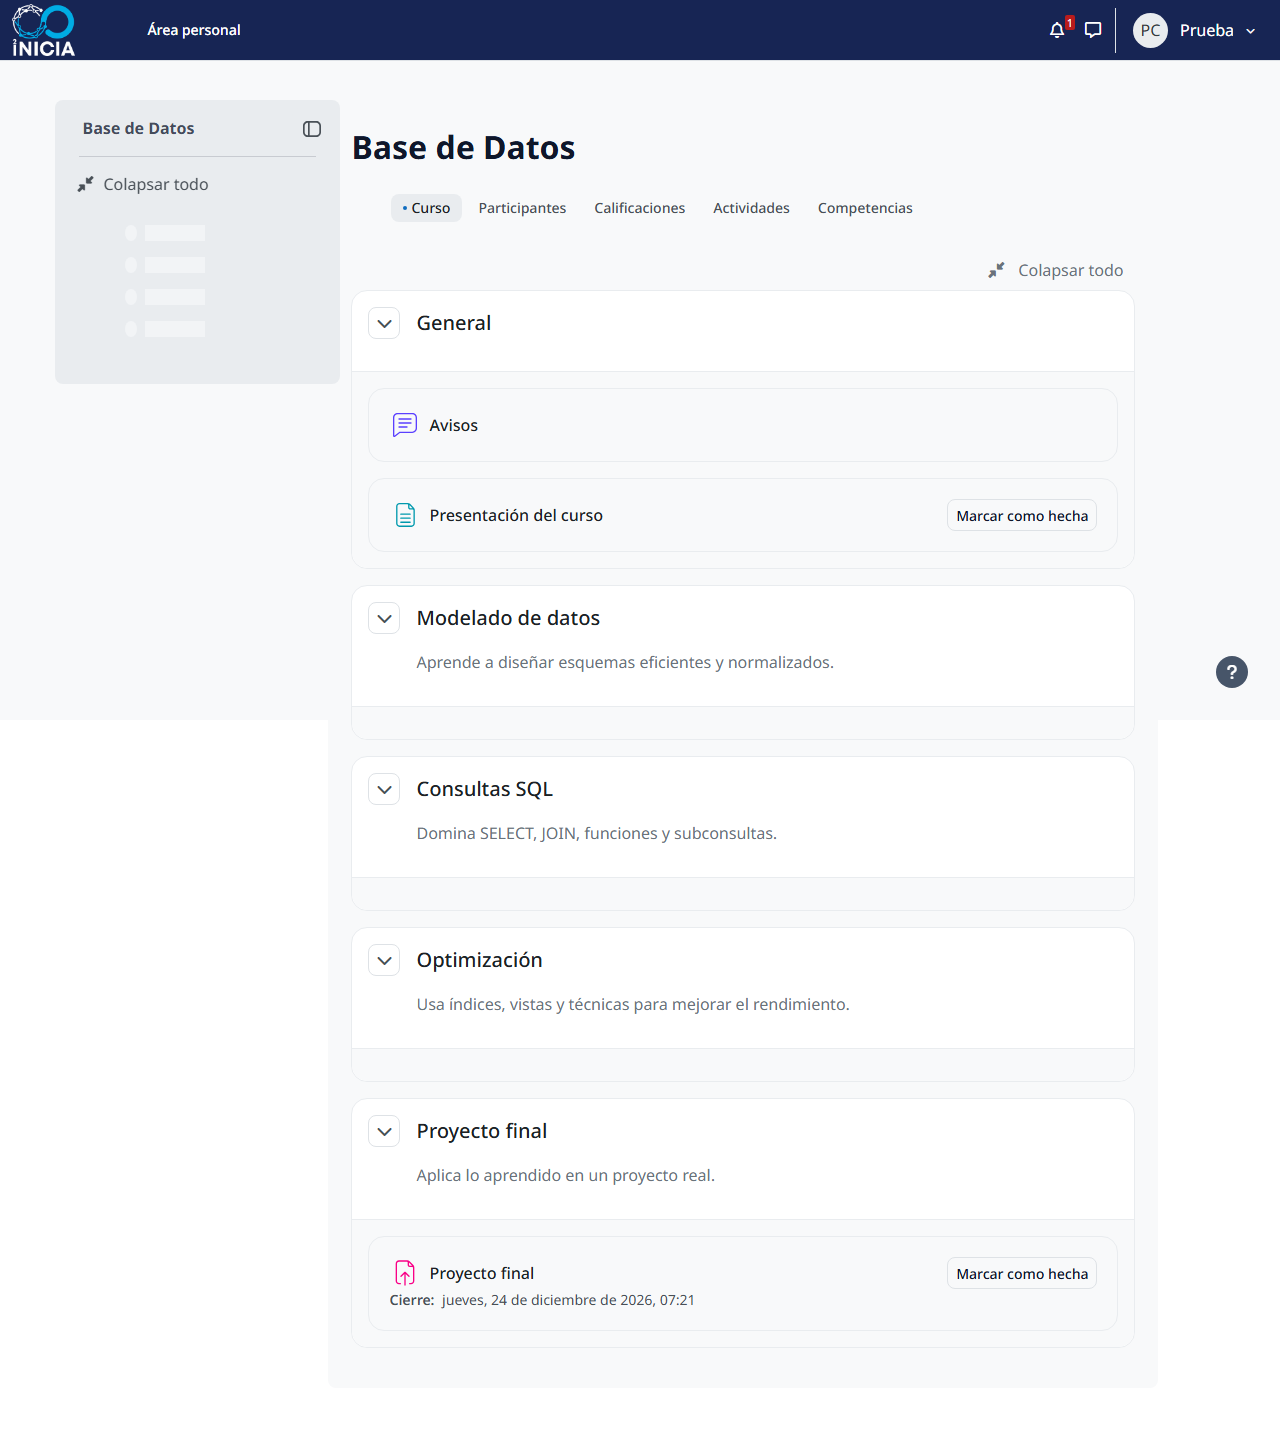 INICIA
Área personal
1
PC
Prueba
Base de Datos
Colapsar todo
Base de Datos
Curso
Participantes
Calificaciones
Actividades
Competencias
Colapsar todo
General
Avisos
Presentación del curso
Marcar como hecha
Modelado de datos
Aprende a diseñar esquemas eficientes y normalizados.
?
Consultas SQL
Domina SELECT, JOIN, funciones y subconsultas.
Optimización
Usa índices, vistas y técnicas para mejorar el rendimiento.
Proyecto final
Aplica lo aprendido en un proyecto real.
Proyecto final
Marcar como hecha
Cierre: jueves, 24 de diciembre de 2026, 07:21